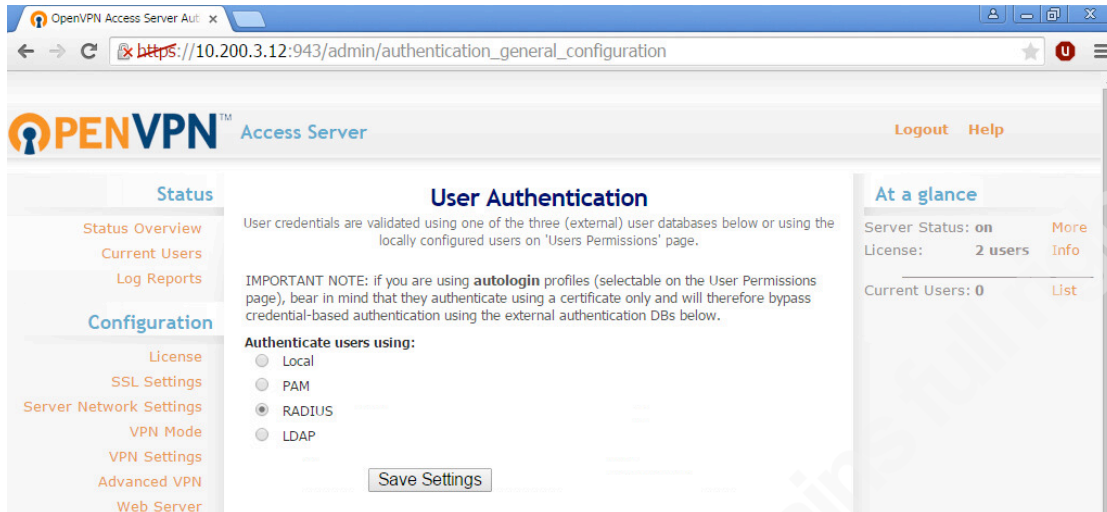 OpenVPN Access Server Aut
https://10.200.3.12:943/admin/authentication_general_configuration
OPENVPN™ Access Server
Logout Help
Status
Status Overview
Current Users
Log Reports
Configuration
License
SSL Settings
Server Network Settings
VPN Mode
VPN Settings
Advanced VPN
Web Server
User Authentication
User credentials are validated using one of the three (external) user databases below or using the
locally configured users on 'Users Permissions' page.
IMPORTANT NOTE: if you are using autologin profiles (selectable on the User Permissions
page), bear in mind that they authenticate using a certificate only and will therefore bypass
credential-based authentication using the external authentication DBs below.
Authenticate users using:
Local
PAM
RADIUS
LDAP
Save Settings
At a glance
Server Status: on More
License: 2 users Info
Current Users: 0 List
ins full